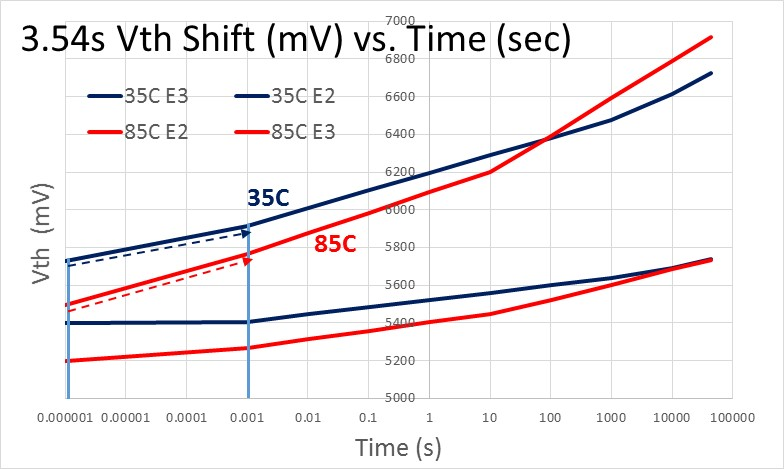 3.54s Vth Shift (mV) vs. Time (sec)
7000
6800
6600
6400
6200
6000
5800
5600
5400
5200
5000
35C E3
35C E2
85C E2
85C E3
35C
85C
Vth (mV)
0.000001 0.00001 0.0001 0.001 0.01 0.1 1 10 100 1000 10000 100000
Time (s)